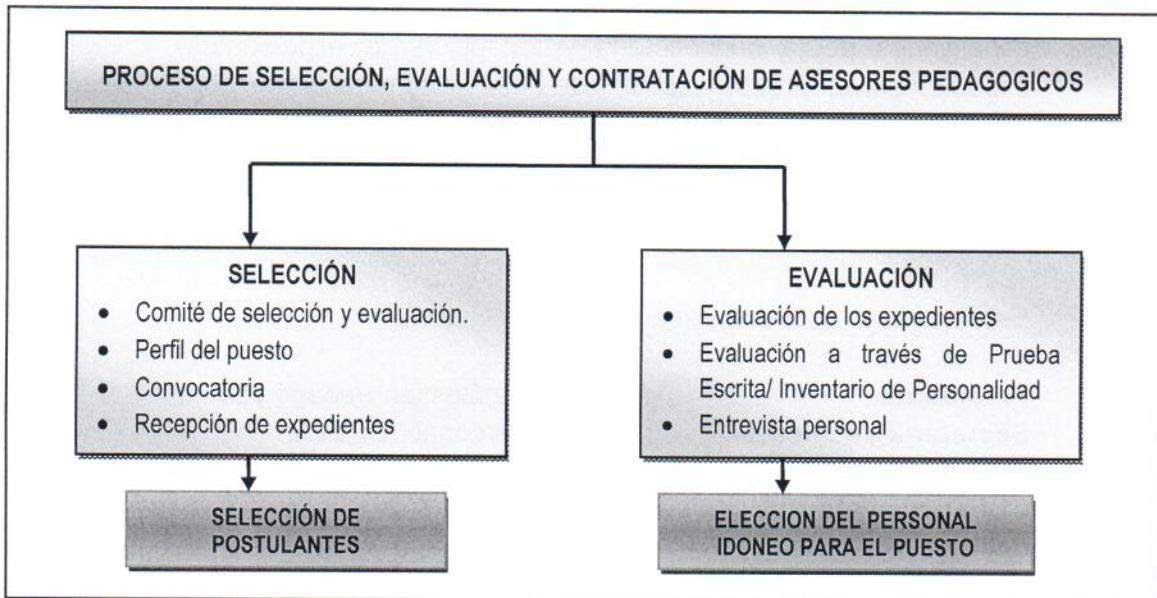 PROCESO DE SELECCIÓN, EVALUACIÓN Y CONTRATACIÓN DE ASESORES PEDAGOGICOS
SELECCIÓN
• Comité de selección y evaluación.
• Perfil del puesto
• Convocatoria
• Recepción de expedientes
SELECCIÓN DE
POSTULANTES
EVALUACIÓN
• Evaluación de los expedientes
• Evaluación a través de Prueba
Escrita/ Inventario de Personalidad
• Entrevista personal
ELECCION DEL PERSONAL
IDONEO PARA EL PUESTO